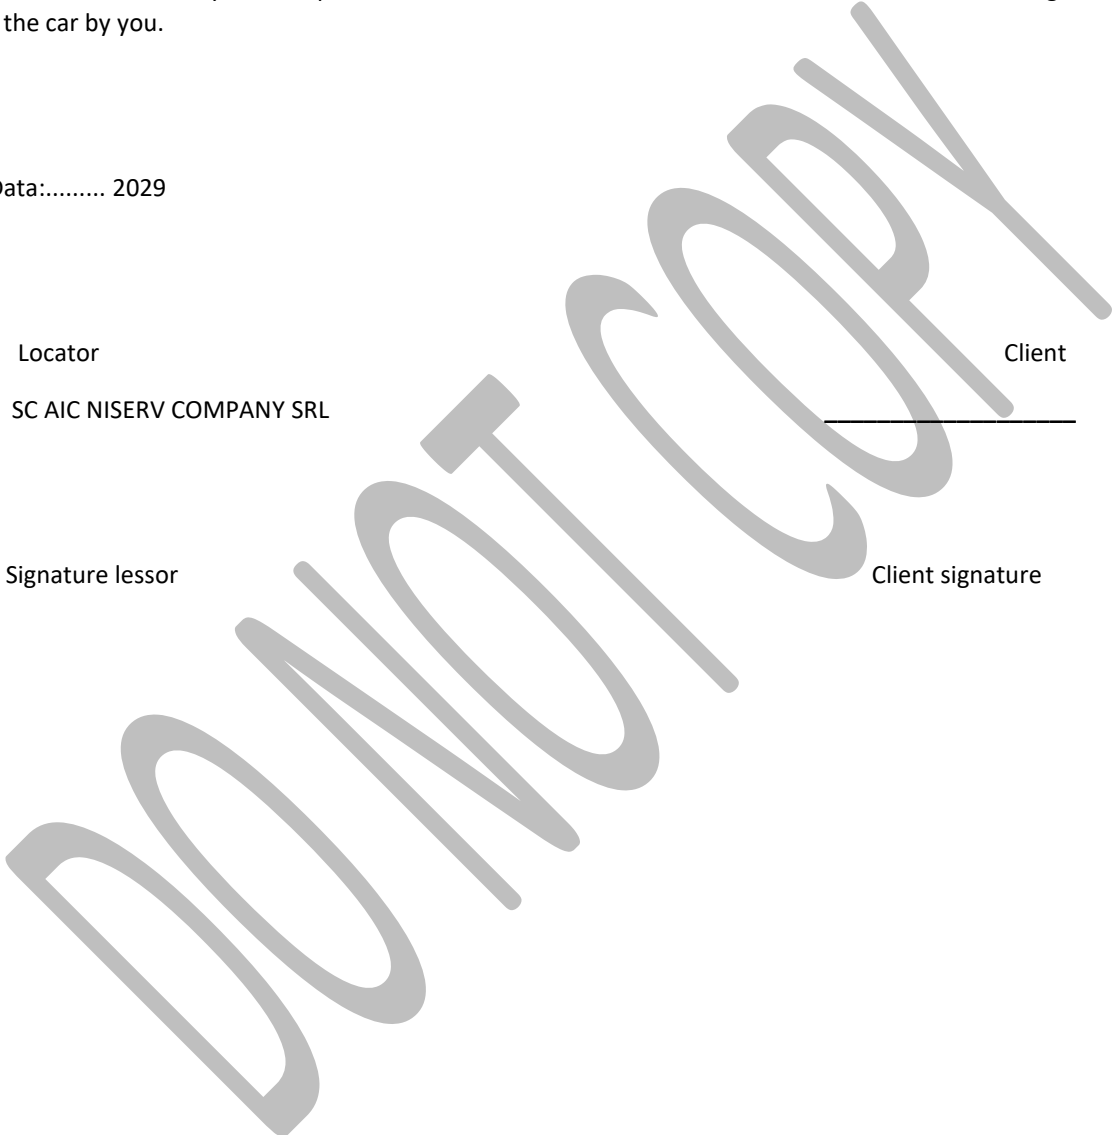 the car by you.
Data:......... 2029
Locator Client
SC AIC NISERV COMPANY SRL _____________________
Signature lessor Client signature
DO NOT COPY